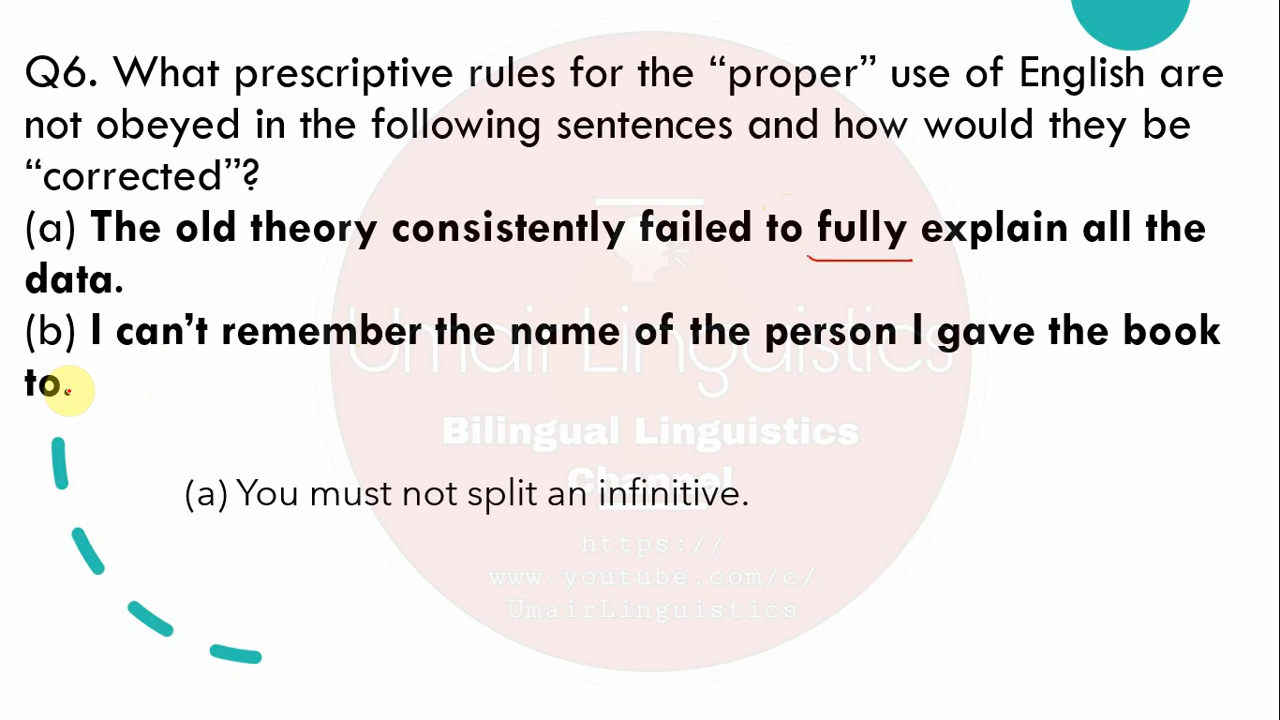 Q6. What prescriptive rules for the “proper” use of English are
not obeyed in the following sentences and how would they be
“corrected”?
(a) The old theory consistently failed to fully explain all the
data.
(b) I can’t remember the name of the person I gave the book
to.
Umair Linguistics
Bilingual Linguistics
Channel
(a) You must not split an infinitive.
https://
www.youtube.com/c/
UmairLinguistics